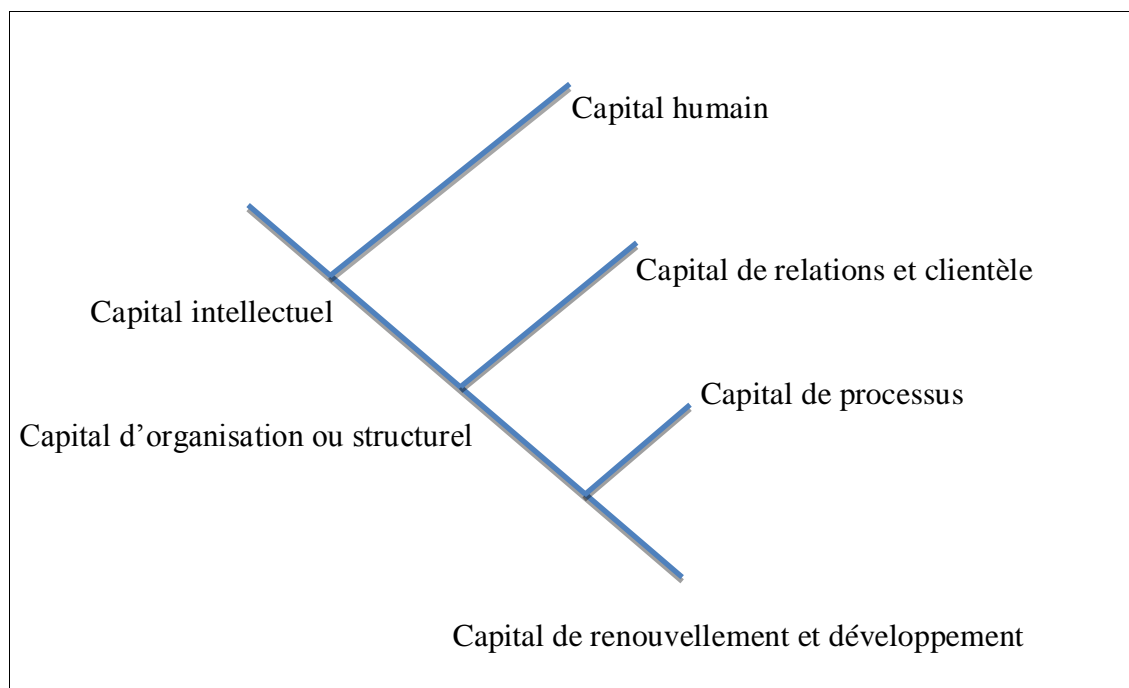 Capital humain
Capital de relations et clientèle
Capital intellectuel
Capital de processus
Capital d’organisation ou structurel
Capital de renouvellement et développement